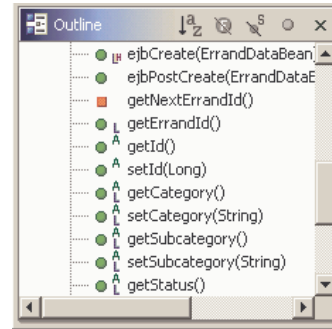 Outline
ejbCreate(ErrandDataBean
ejbPostCreate(ErrandDataE
getNextErrandId()
getErrandId()
getId()
setId(Long)
getCategory()
setCategory(String)
getSubcategory()
setSubcategory(String)
getStatus()